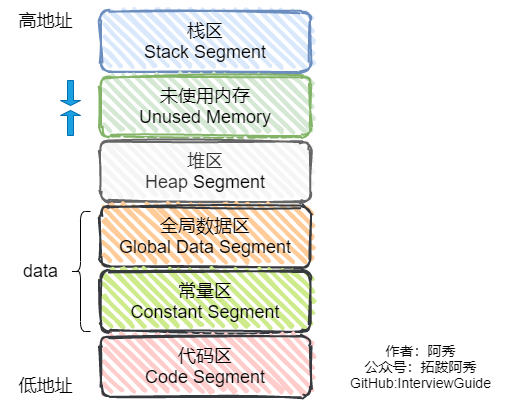 高地址
栈区
Stack Segment
未使用内存
Unused Memory
堆区
Heap Segment
全局数据区
Global Data Segment
data
常量区
Constant Segment
代码区
Code Segment
低地址
作者：阿秀
公众号：拓跋阿秀
GitHub:InterviewGuide